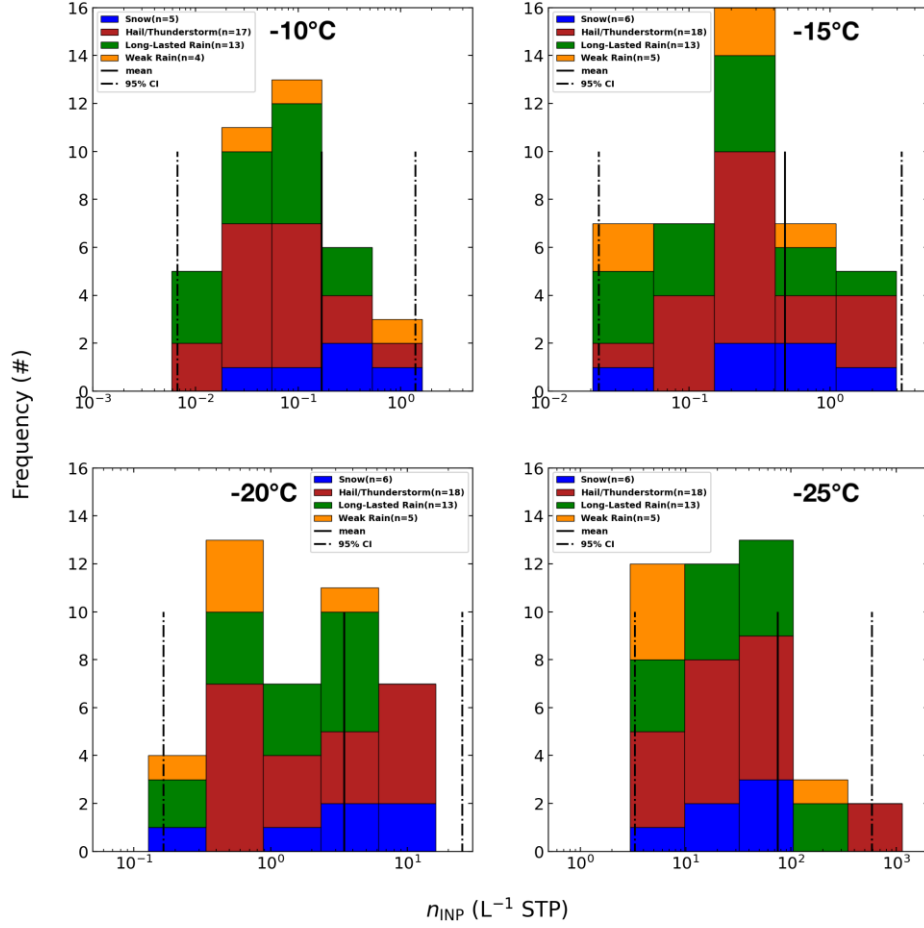 -10°C
Snow(n=5)
Hail/Thunderstorm(n=17)
Long-Lasted Rain(n=13)
Weak Rain(n=4)
mean
95% CI
16
14
12
10
8
6
4
2
0
10⁻³
10⁻²
10⁻¹
10⁰
-15°C
Snow(n=6)
Hail/Thunderstorm(n=18)
Long-Lasted Rain(n=13)
Weak Rain(n=5)
mean
95% CI
16
14
12
10
8
6
4
2
0
10⁻²
10⁻¹
10⁰
Frequency (#)
-20°C
Snow(n=6)
Hail/Thunderstorm(n=18)
Long-Lasted Rain(n=13)
Weak Rain(n=5)
mean
95% CI
16
14
12
10
8
6
4
2
0
10⁻¹
10⁰
10¹
-25°C
Snow(n=6)
Hail/Thunderstorm(n=18)
Long-Lasted Rain(n=13)
Weak Rain(n=5)
mean
95% CI
16
14
12
10
8
6
4
2
0
10⁰
10¹
10²
10³
n_INP (L⁻¹ STP)